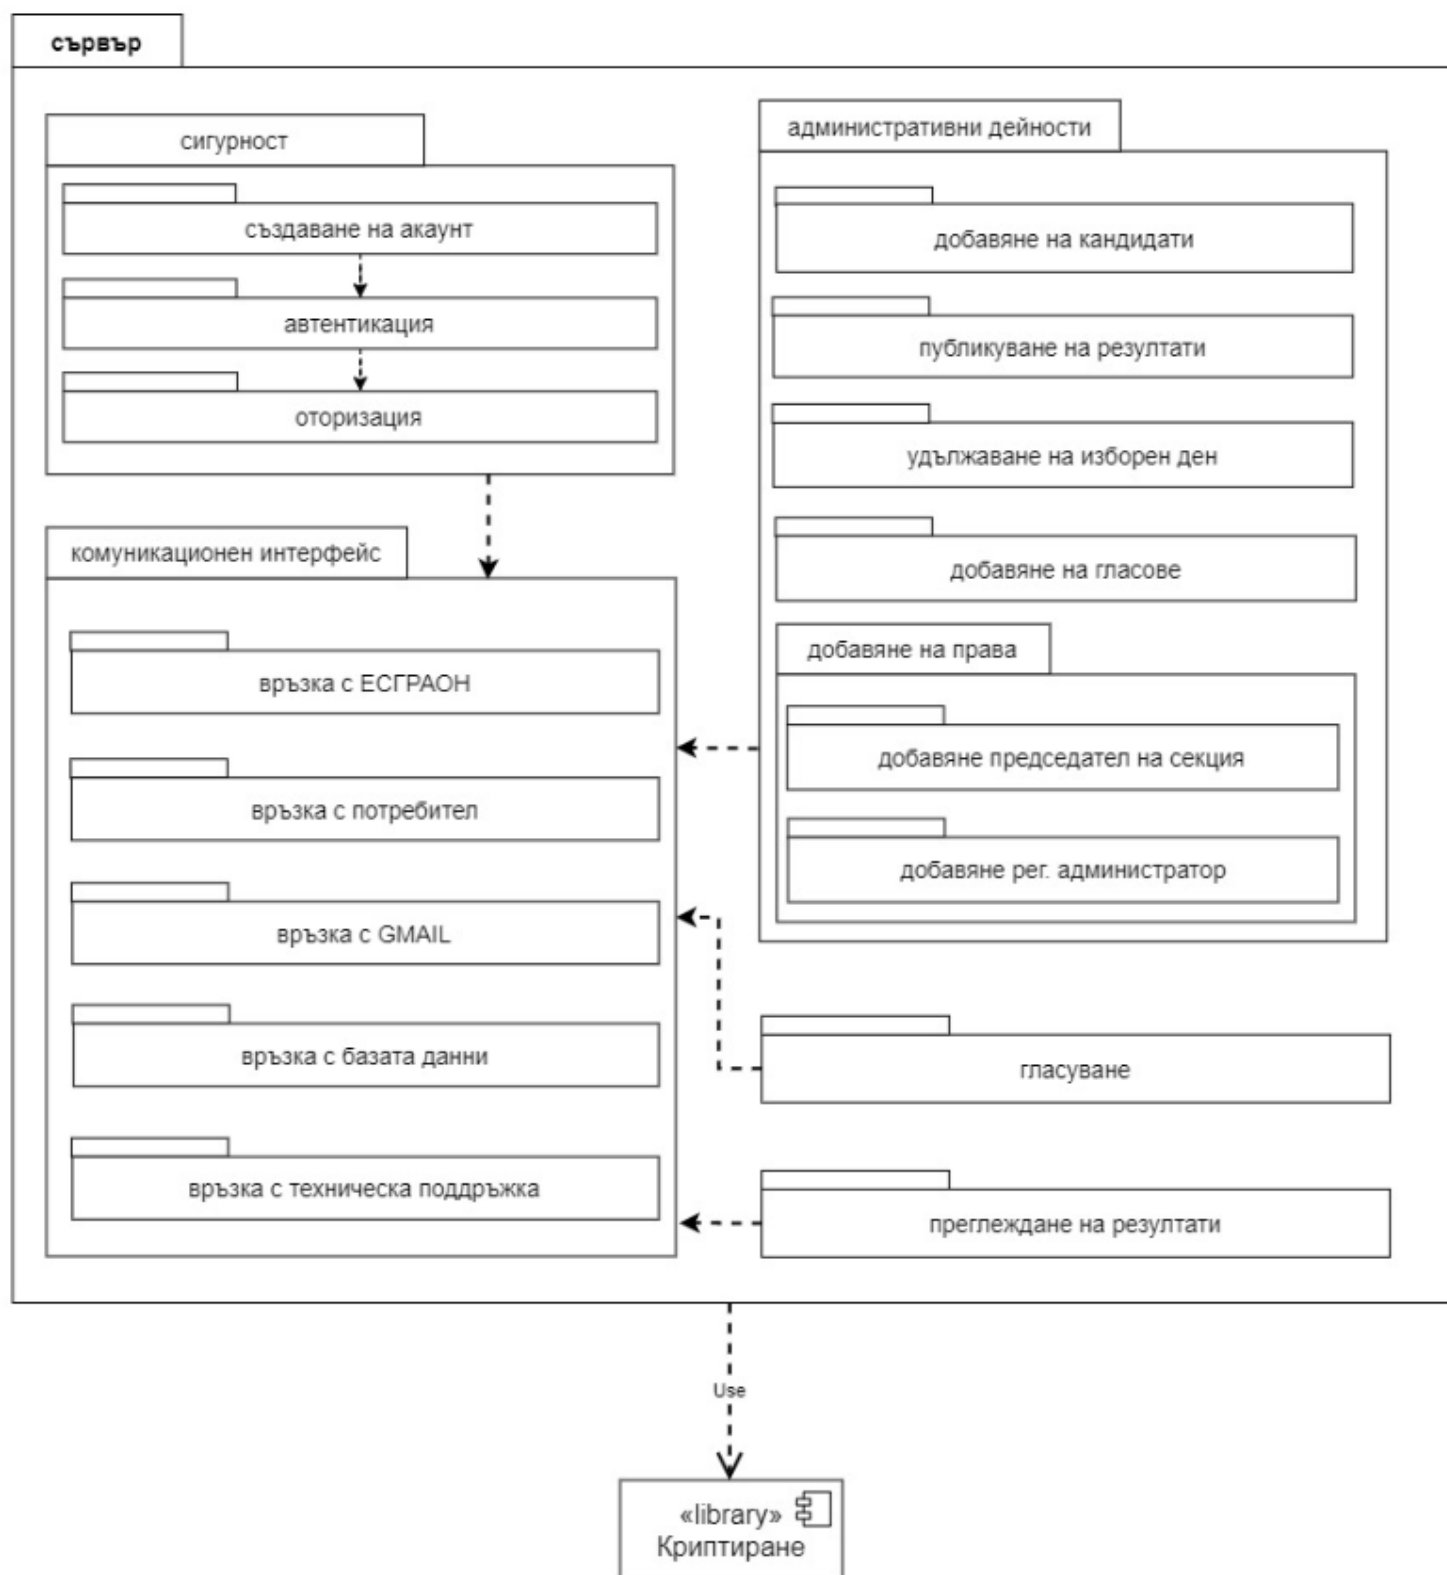 сървър
сигурност
създаване на акаунт
автентикация
оторизация
комуникационен интерфейс
връзка с ЕСГРАОН
връзка с потребител
връзка с GMAIL
връзка с базата данни
връзка с техническа поддръжка
административни дейности
добавяне на кандидати
публикуване на резултати
удължаване на изборен ден
добавяне на гласове
добавяне на права
добавяне председател на секция
добавяне рег. администратор
гласуване
преглеждане на резултати
Use
«library»
Криптиране